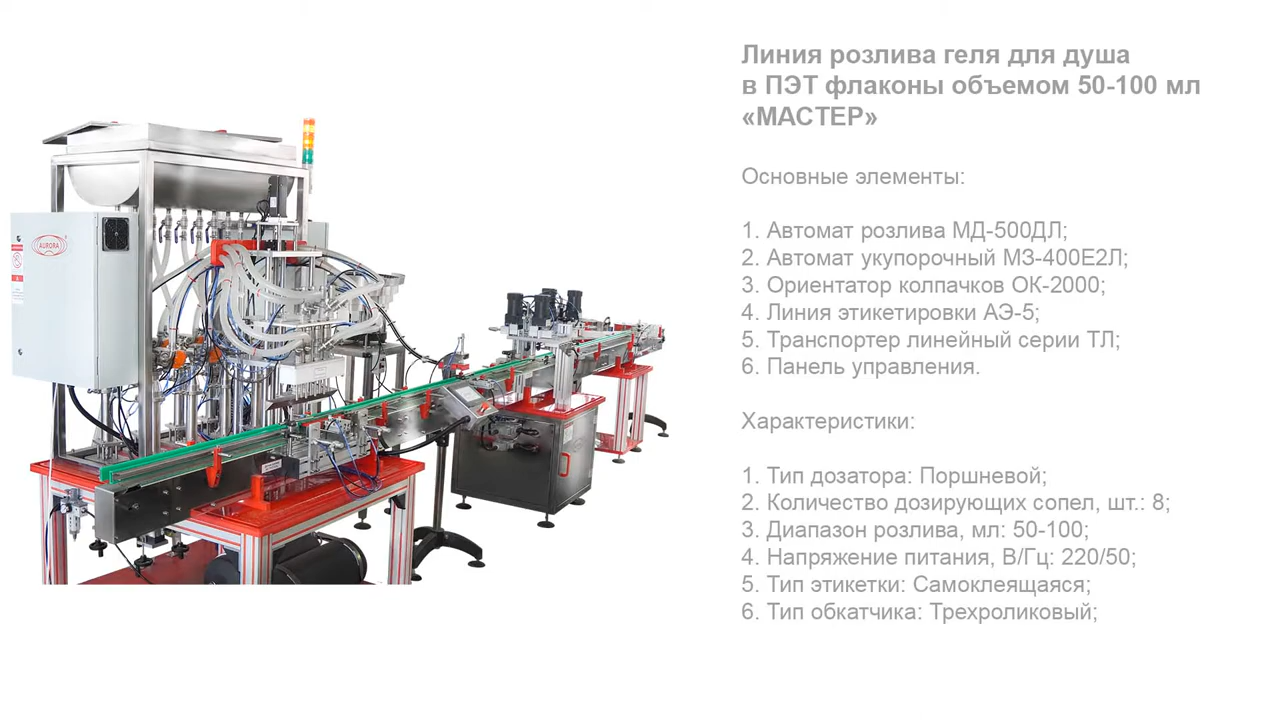 Линия розлива геля для душа
в ПЭТ флаконы объемом 50-100 мл
«МАСТЕР»
Основные элементы:
1. Автомат розлива МД-500ДЛ;
2. Автомат укупорочный МЗ-400Е2Л;
3. Ориентатор колпачков ОК-2000;
4. Линия этикетировки АЭ-5;
5. Транспортер линейный серии ТЛ;
6. Панель управления.
Характеристики:
1. Тип дозатора: Поршневой;
2. Количество дозирующих сопел, шт.: 8;
3. Диапазон розлива, мл: 50-100;
4. Напряжение питания, В/Гц: 220/50;
5. Тип этикетки: Самоклеящаяся;
6. Тип обкатчика: Трехроликовый;
AURORA